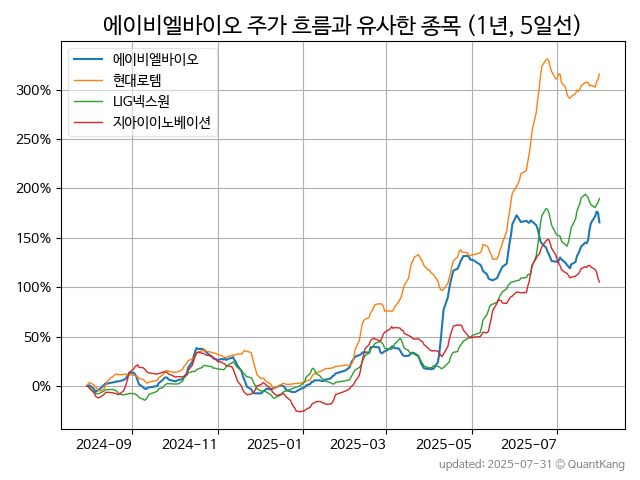 에이비엘바이오 주가 흐름과 유사한 종목 (1년, 5일선)
에이비엘바이오
현대로템
LIG넥스원
지아이이노베이션
300%
250%
200%
150%
100%
50%
0%
2024-09 2024-11 2025-01 2025-03 2025-05 2025-07
updated: 2025-07-31 © QuantKang